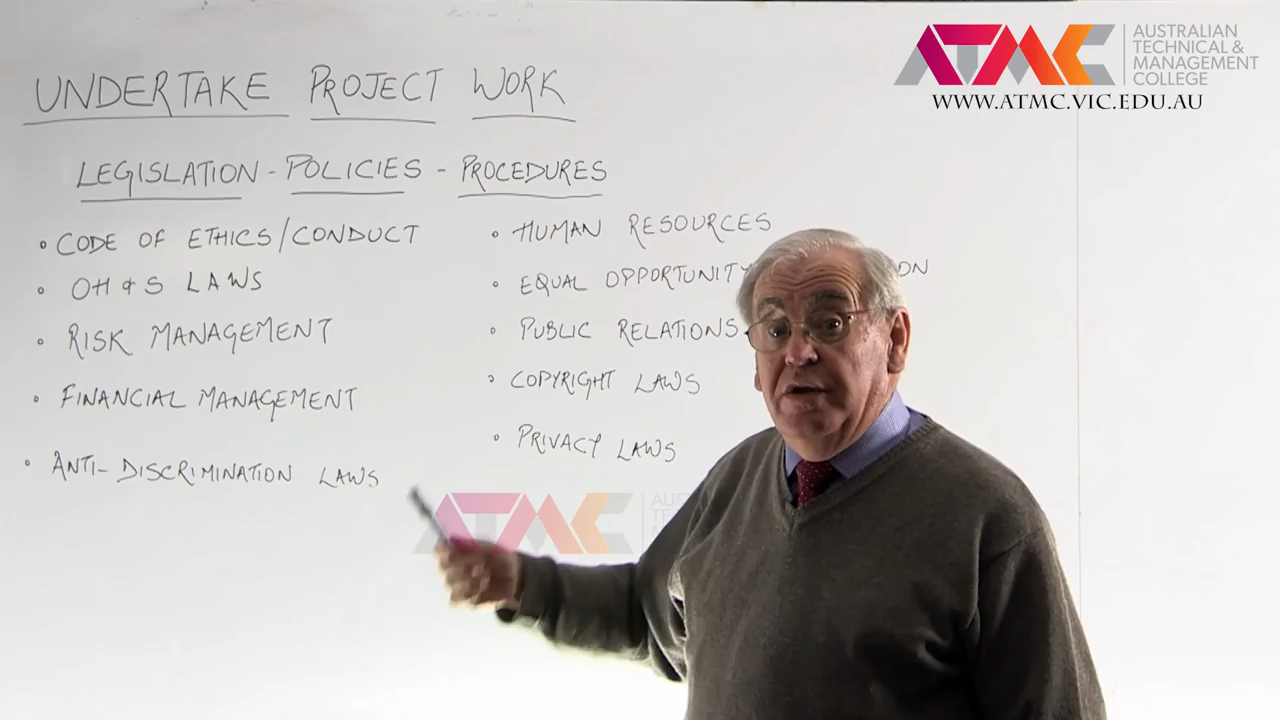 ATMC
AUSTRALIAN
TECHNICAL &
MANAGEMENT
COLLEGE
WWW.ATMC.VIC.EDU.AU
UNDERTAKE PROJECT WORK
LEGISLATION - POLICIES - PROCEDURES
• CODE OF ETHICS/CONDUCT
• OH & S LAWS
• RISK MANAGEMENT
• FINANCIAL MANAGEMENT
• ANTI-DISCRIMINATION LAWS
• HUMAN RESOURCES
• EQUAL OPPORTUNITY
• PUBLIC RELATIONS
• COPYRIGHT LAWS
• PRIVACY LAWS
ATMC